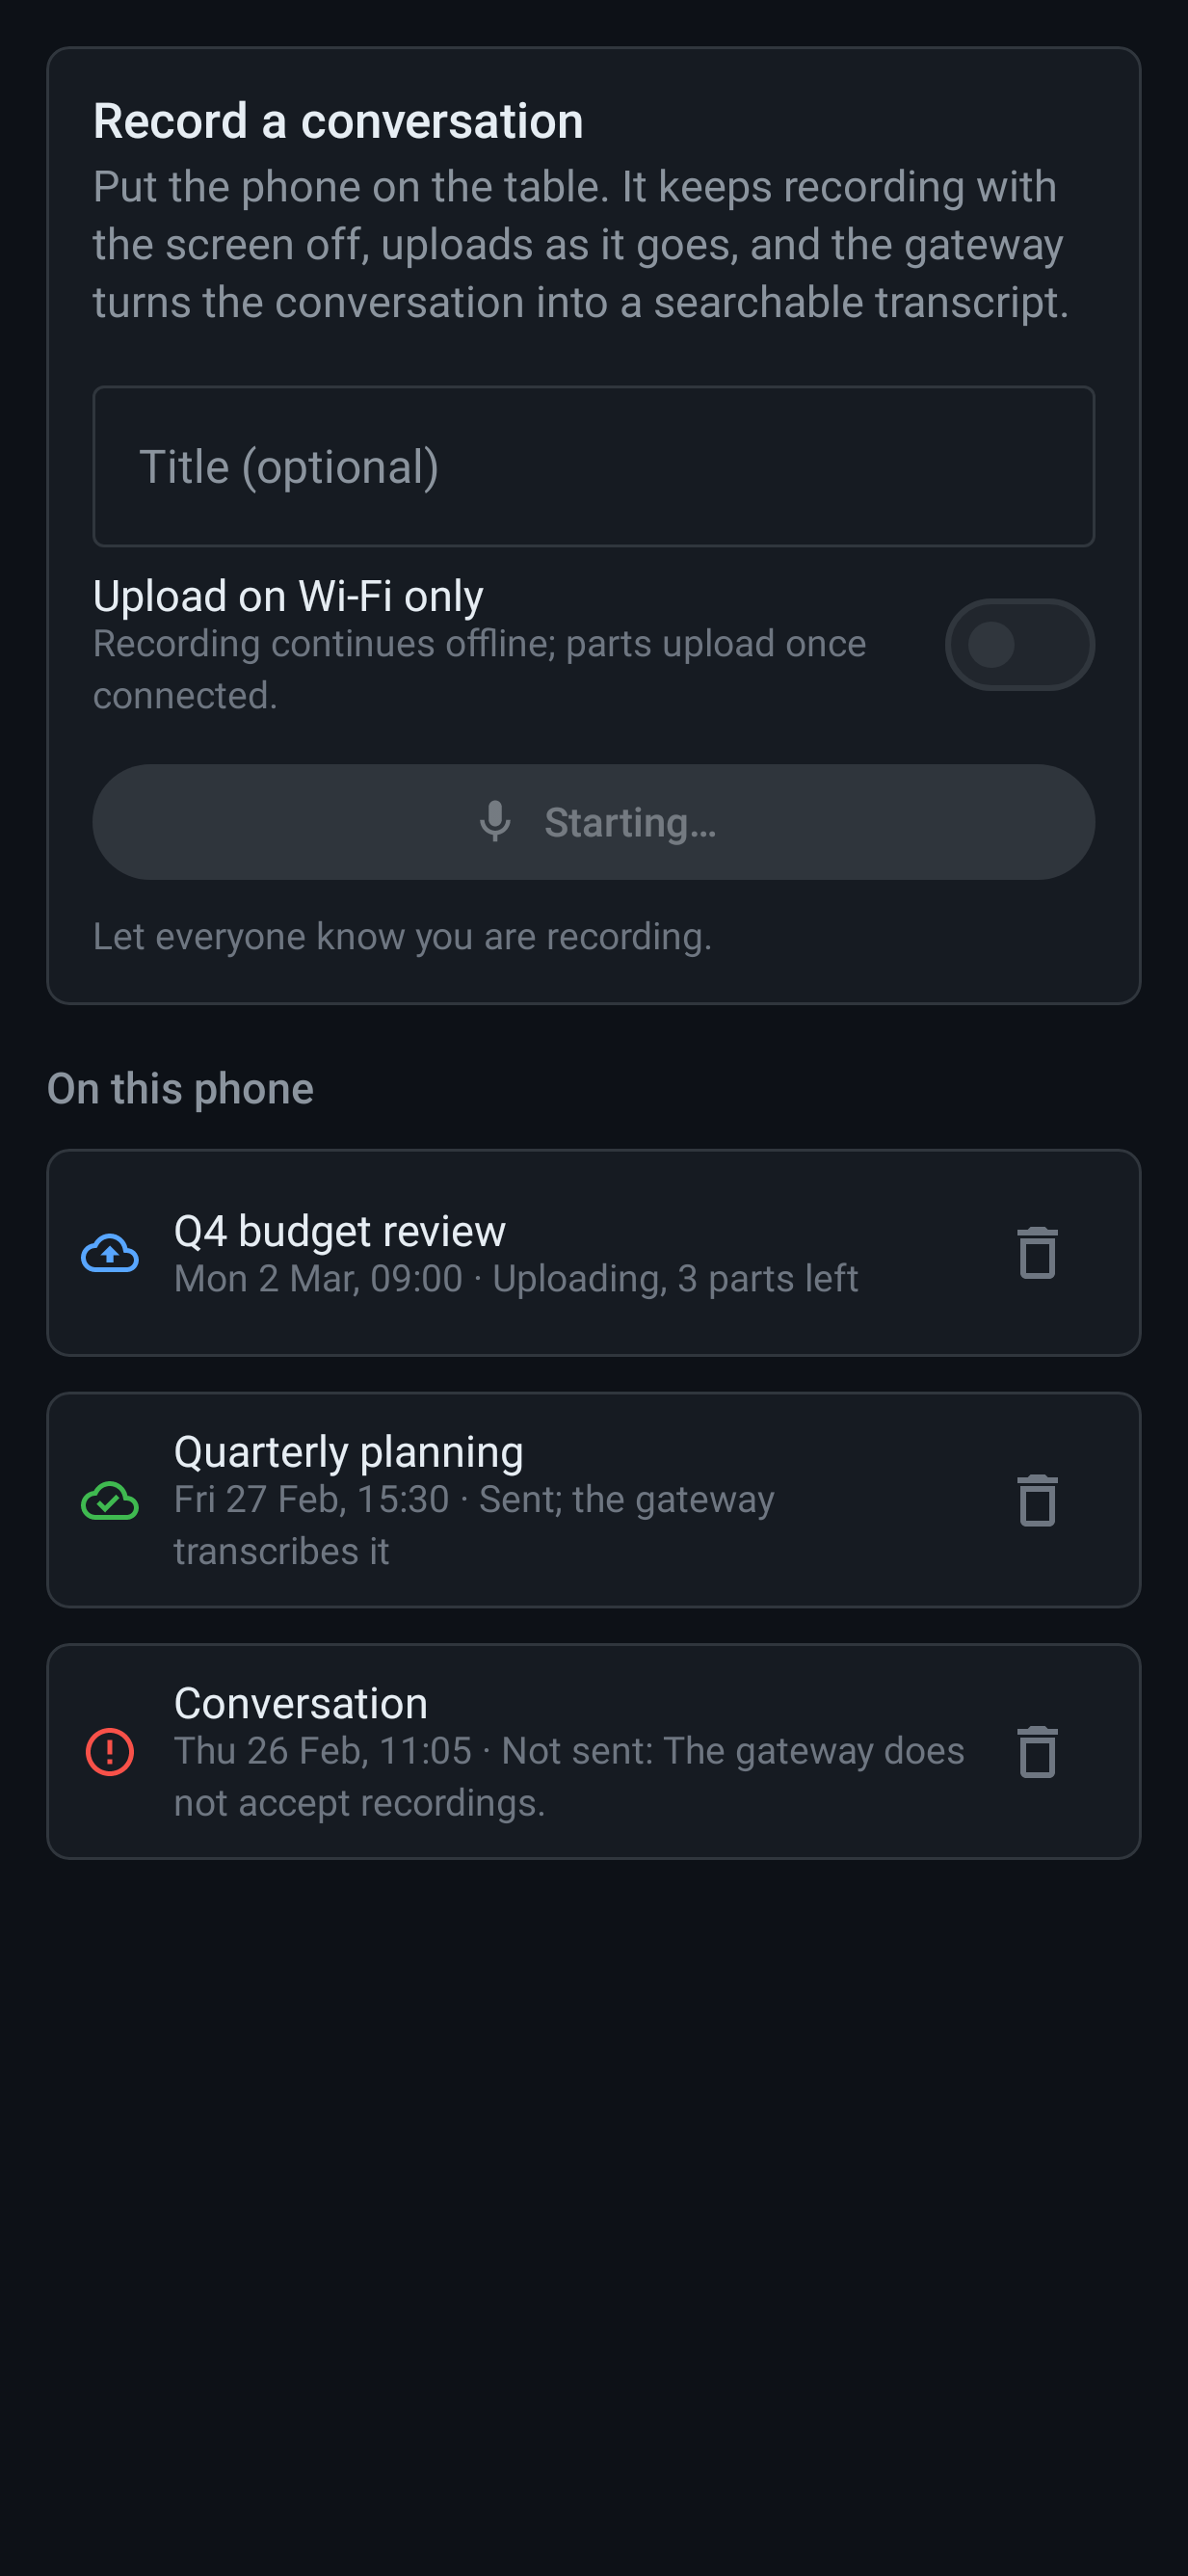 Record a conversation
Put the phone on the table. It keeps recording with
the screen off, uploads as it goes, and the gateway
turns the conversation into a searchable transcript.
Title (optional)
Upload on Wi-Fi only
Recording continues offline; parts upload once
connected.
Starting…
Let everyone know you are recording.
On this phone
Q4 budget review
Mon 2 Mar, 09:00 · Uploading, 3 parts left
Quarterly planning
Fri 27 Feb, 15:30 · Sent; the gateway
transcribes it
Conversation
Thu 26 Feb, 11:05 · Not sent: The gateway does
not accept recordings.